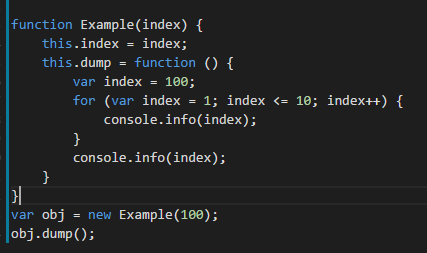 function Example(index) {
    this.index = index;
    this.dump = function () {
        var index = 100;
        for (var index = 1; index <= 10; index++) {
            console.info(index);
        }
        console.info(index);
    }
}
var obj = new Example(100);
obj.dump();